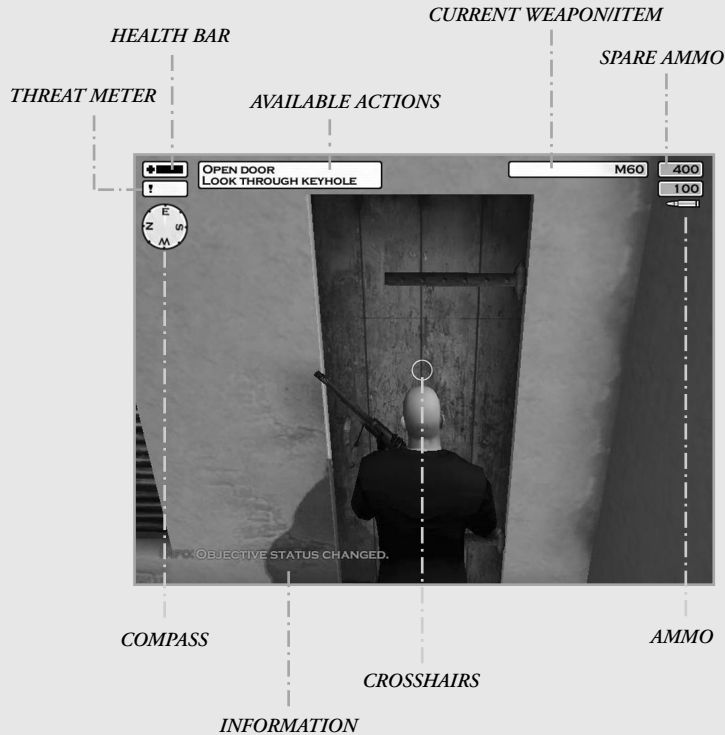 CURRENT WEAPON/ITEM
HEALTH BAR
SPARE AMMO
THREAT METER
AVAILABLE ACTIONS
OPEN DOOR
LOOK THROUGH KEYHOLE
M60
400
!
100
E
N
S
W
INFO: OBJECTIVE STATUS CHANGED.
COMPASS
AMMO
CROSSHAIRS
INFORMATION